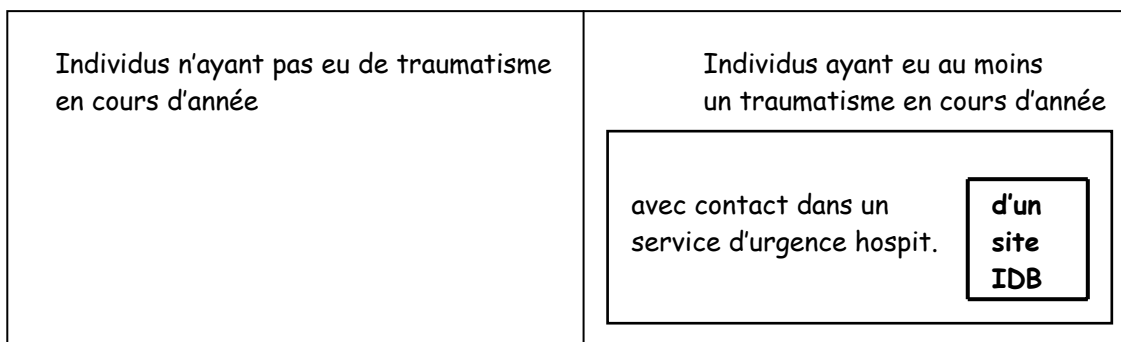 Individus n'ayant pas eu de traumatisme
en cours d'année
Individus ayant eu au moins
un traumatisme en cours d'année
avec contact dans un
service d'urgence hospit.
d'un
site
IDB